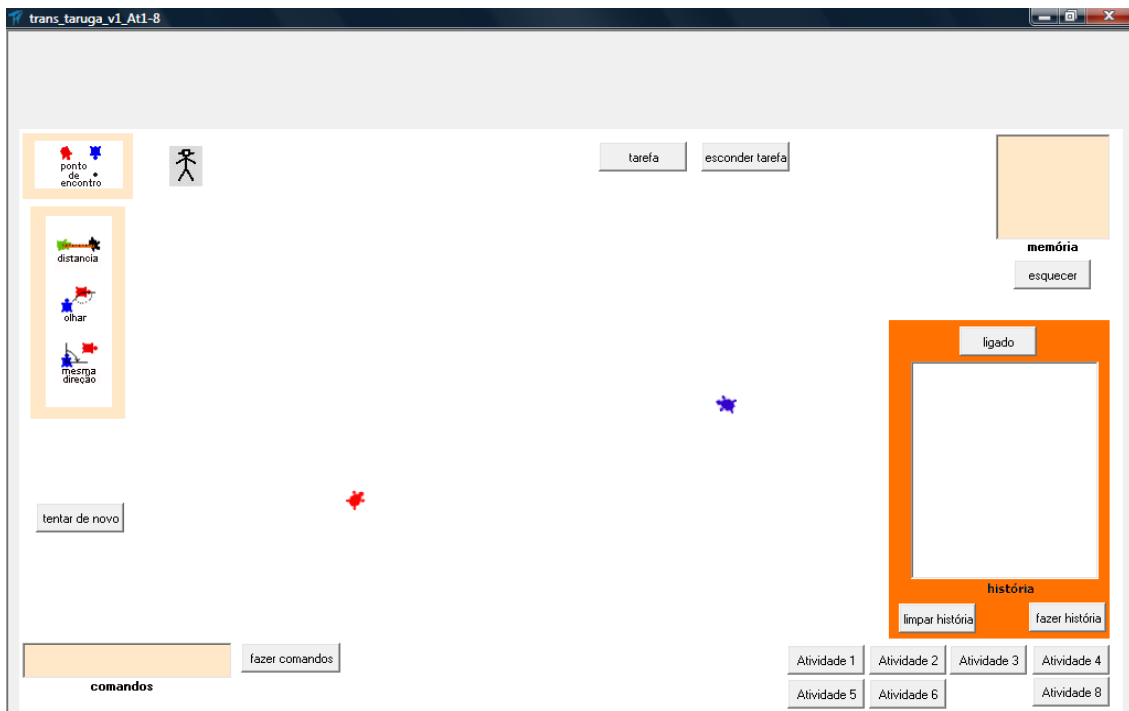 trans_taruga_v1_At1-8
ponto
de
encontro
tarefa
esconder tarefa
memória
esquecer
distancia
olhar
mesma
direção
ligado
tentar de novo
história
limpar história
fazer história
fazer comandos
comandos
Atividade 1
Atividade 2
Atividade 3
Atividade 4
Atividade 5
Atividade 6
Atividade 8